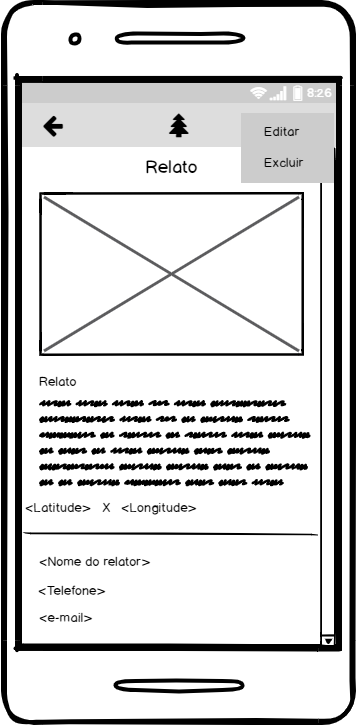 8:26
Editar
Excluir
Relato
Relato
<Latitude> X <Longitude>
<Nome do relator>
<Telefone>
<e-mail>